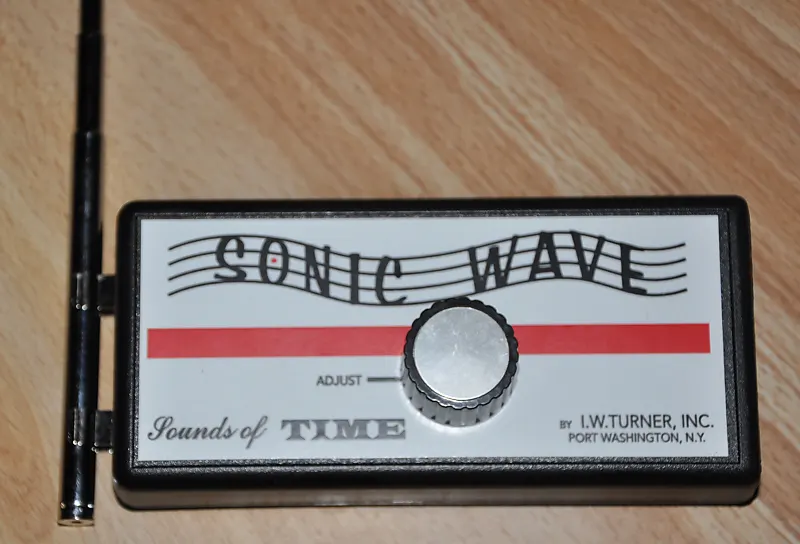 SONIC WAVE
ADJUST
Sounds of TIME
BY I.W.TURNER, INC.
PORT WASHINGTON, N.Y.